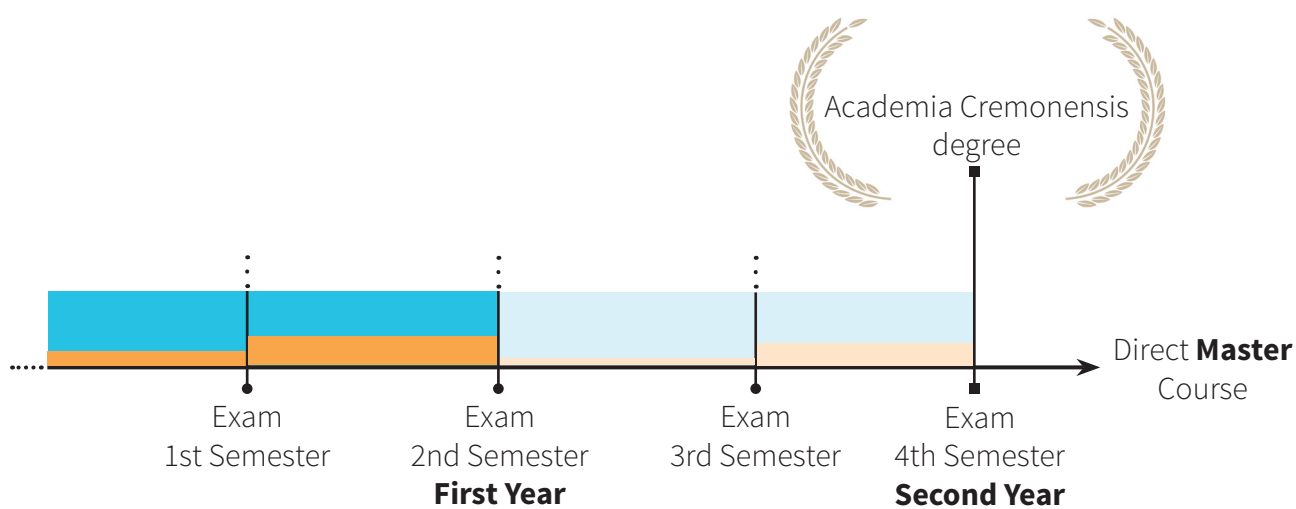 Academia Cremonensis
degree
Direct Master
Course
Exam
1st Semester
Exam
2nd Semester
First Year
Exam
3rd Semester
Exam
4th Semester
Second Year